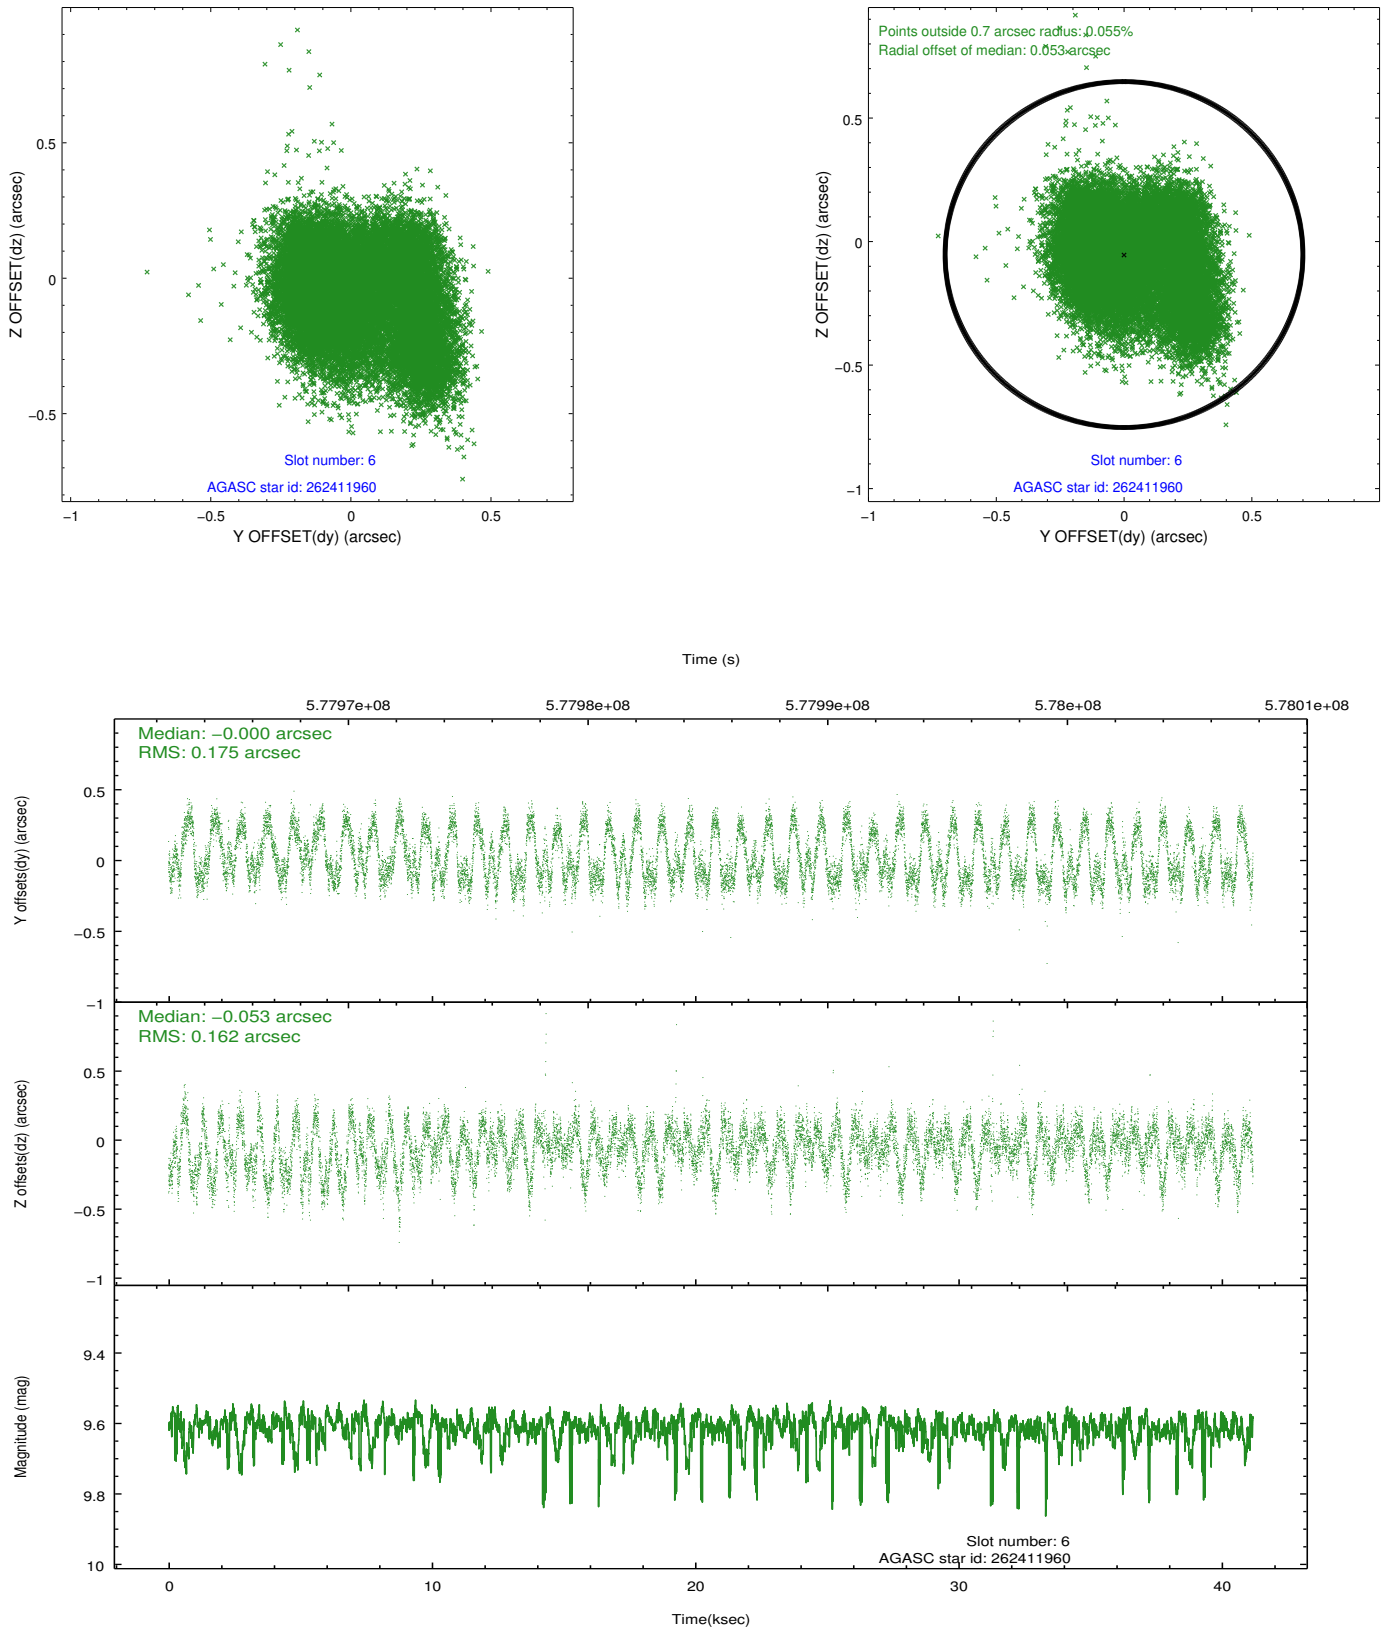 Z OFFSET(dz) (arcsec)
0.5
0
−0.5
Slot number: 6
AGASC star id: 262411960
−1
−0.5
0
0.5
Y OFFSET(dy) (arcsec)
Points outside 0.7 arcsec radius: 0.055%
Radial offset of median: 0.053 arcsec
Z OFFSET(dz) (arcsec)
0.5
0
−0.5
−1
Slot number: 6
AGASC star id: 262411960
−1
−0.5
0
0.5
Y OFFSET(dy) (arcsec)
Time (s)
5.7797e+08
5.7798e+08
5.7799e+08
5.78e+08
5.7801e+08
Median: −0.000 arcsec
RMS: 0.175 arcsec
Y offsets(dy) (arcsec)
0.5
0
−0.5
−1
Median: −0.053 arcsec
RMS: 0.162 arcsec
Z offsets(dz) (arcsec)
0.5
0
−0.5
−1
Magnitude (mag)
9.4
9.6
9.8
10
Slot number: 6
AGASC star id: 262411960
0
10
20
30
40
Time(ksec)